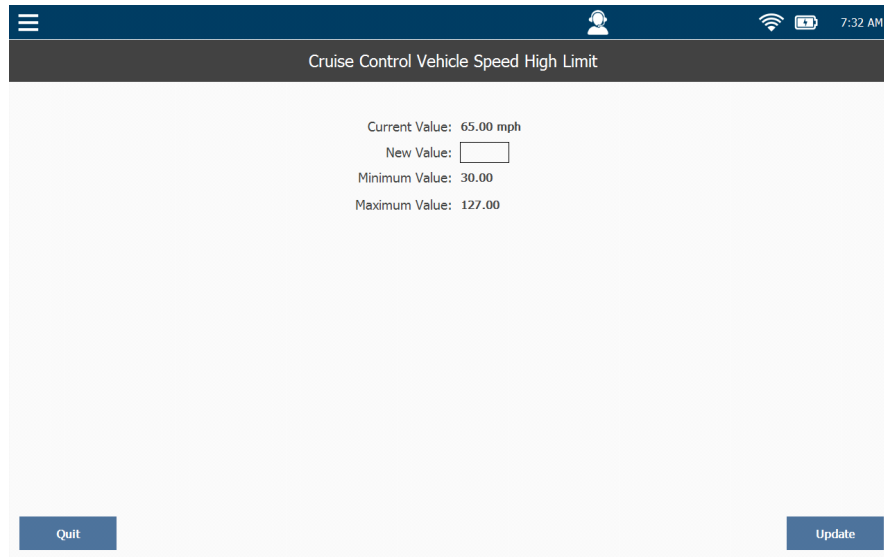 7:32 AM
Cruise Control Vehicle Speed High Limit
Current Value: 65.00 mph
New Value:
Minimum Value: 30.00
Maximum Value: 127.00
Quit
Update